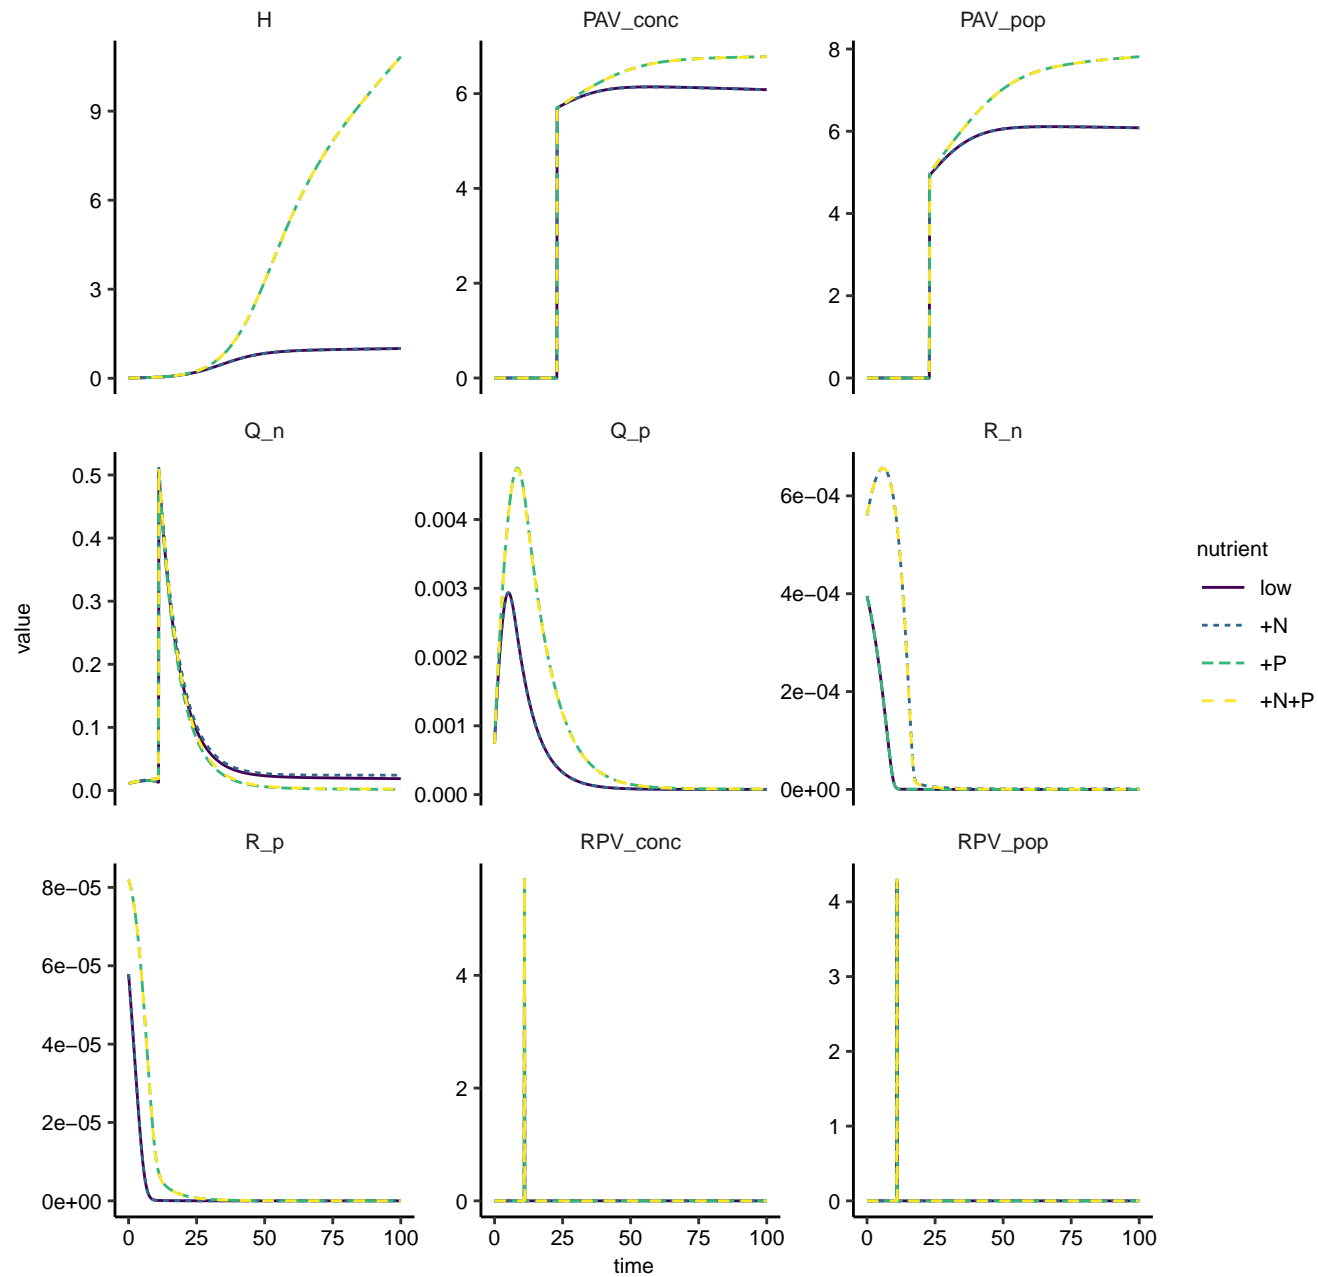 H
PAV_conc
PAV_pop
9
6
3
0
6
4
2
0
8
6
4
2
0
Q_n
Q_p
R_n
0.5
0.4
0.3
0.2
0.1
0.0
0.004
0.003
0.002
0.001
0.000
6e−04
4e−04
2e−04
0e+00
value
nutrient
low
+N
+P
+N+P
R_p
RPV_conc
RPV_pop
8e−05
6e−05
4e−05
2e−05
0e+00
4
2
0
4
3
2
1
0
0 25 50 75 100
0 25 50 75 100
0 25 50 75 100
time